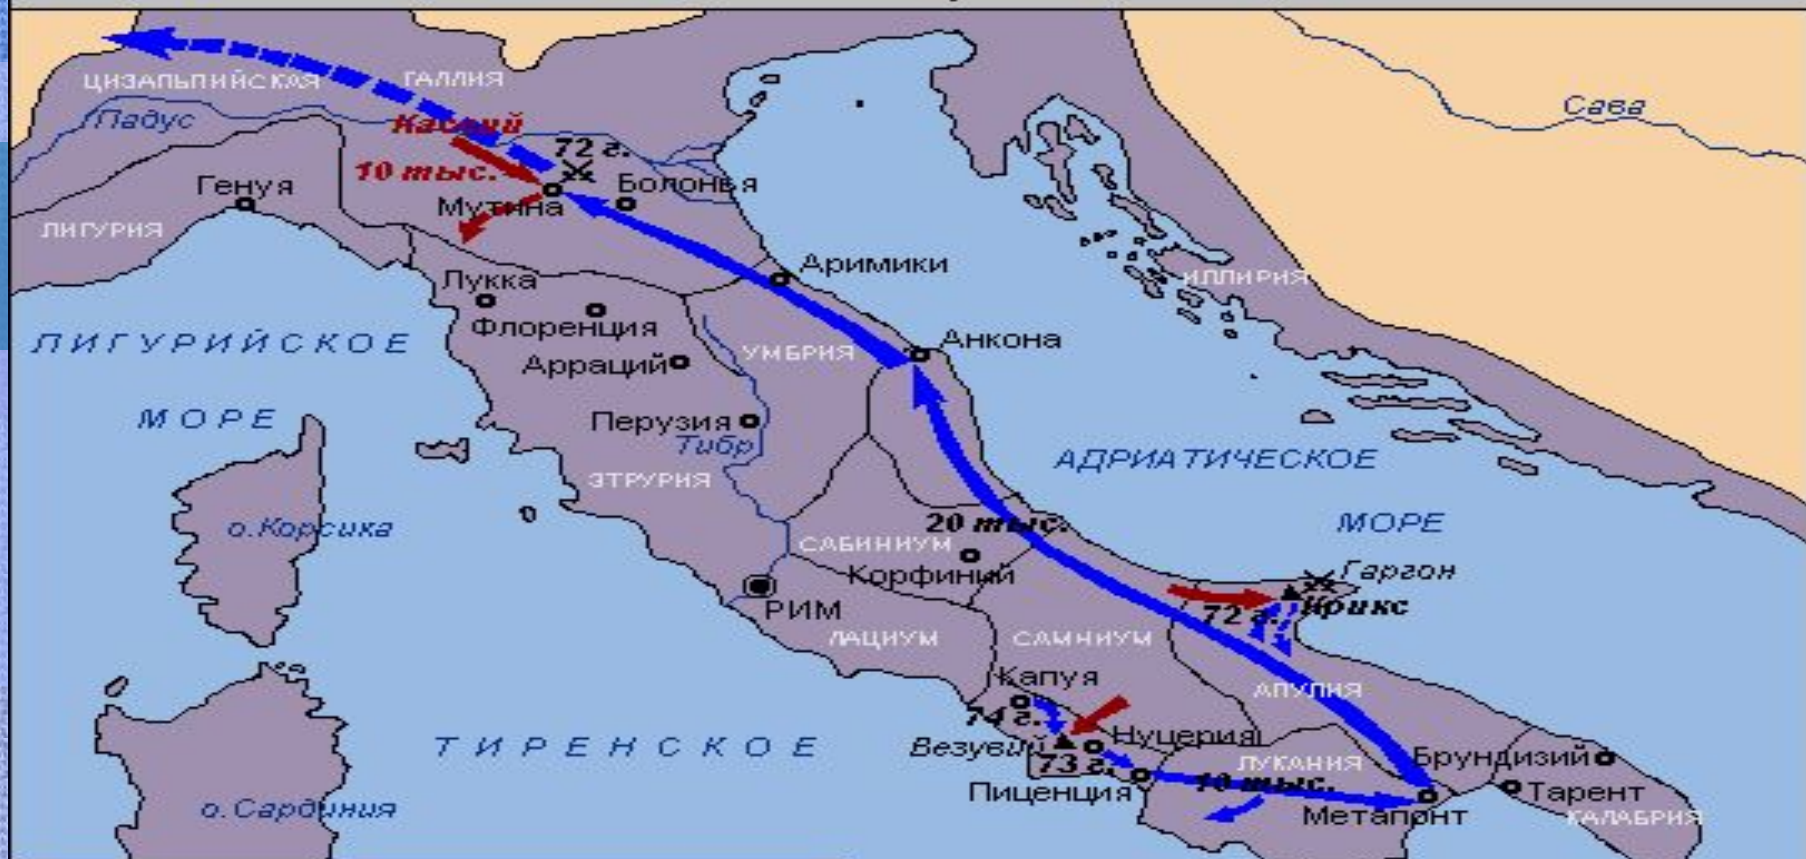 ЦИЗАЛЬПИЙСКАЯ ГАЛЛИЯ
Сава
Падус
Кассий
72 г.
10 тыс.
Генуя
Болонья
Мутина
ЛИГУРИЯ
Аримики
ИЛЛИРИЯ
Лукка
Флоренция
ЛИГУРИЙСКОЕ
УМБРИЯ
Анкона
Арраций
МОРЕ
Перузия
Тибр
АДРИАТИЧЕСКОЕ
ЭТРУРИЯ
о.Корсика
20 тыс.
МОРЕ
САБИНИУМ
Корфиний
Гаргон
РИМ
72 г.
Крикс
ЛАЦИУМ
САМНИУМ
Капуя
АПУЛИЯ
74 г.
ТИРЕНСКОЕ
Везувий
Нуцерия
73 г.
ЛУКАНИЯ
Брундизий
Пиценция
10 тыс.
Тарент
о.Сардиния
Метапонт
КАЛАБРИЯ